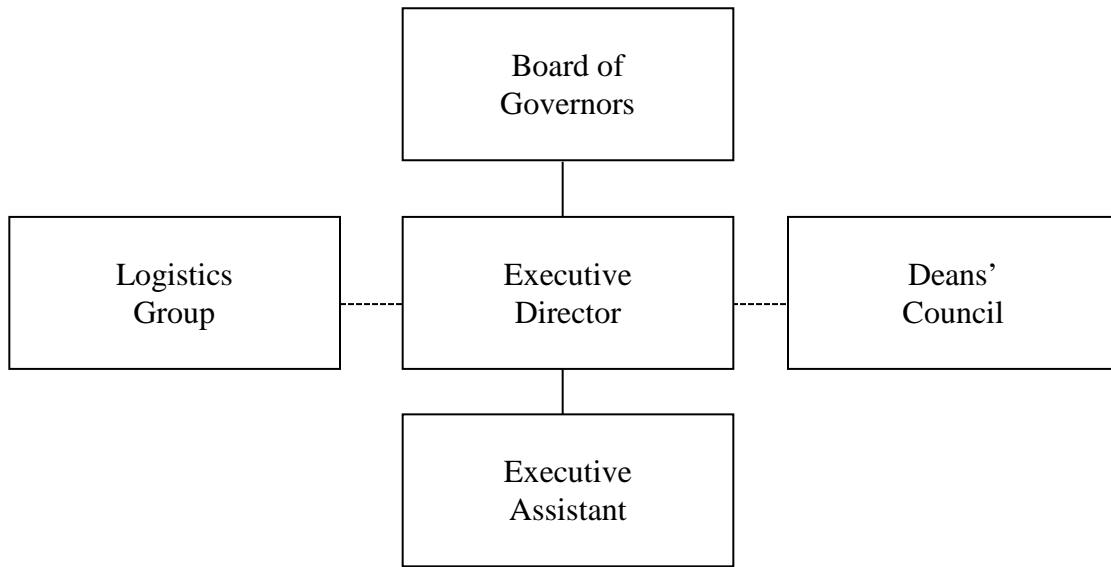 Board of
Governors
Logistics
Group
Executive
Director
Deans’
Council
Executive
Assistant